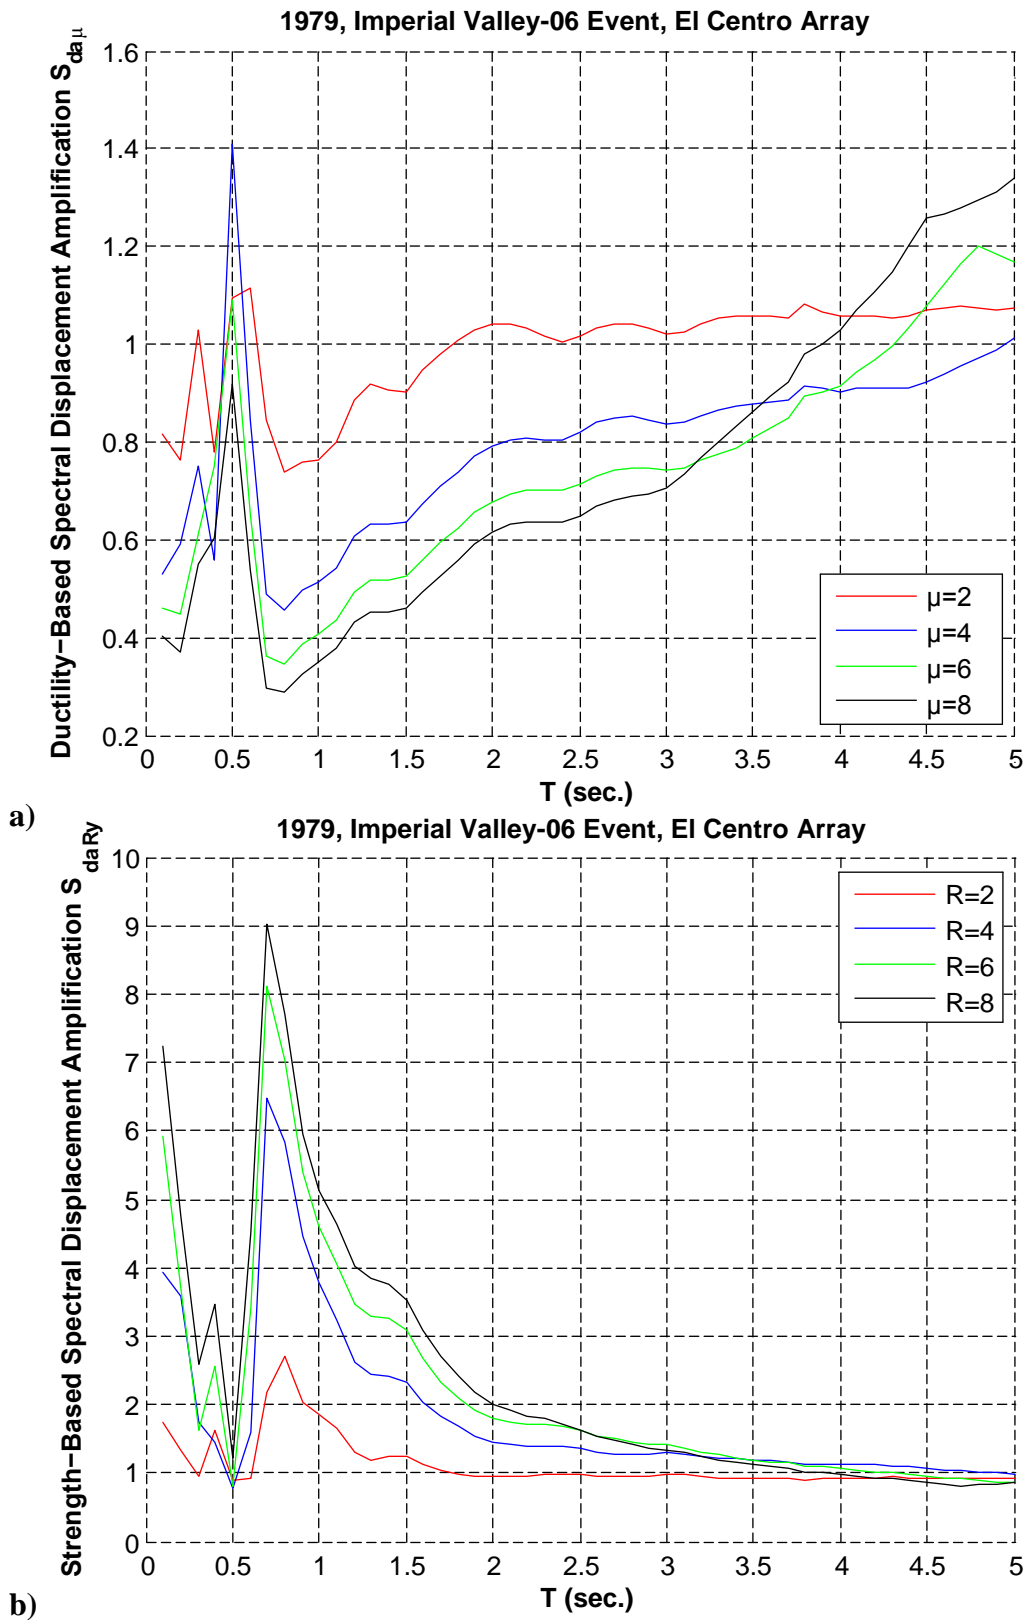 1979, Imperial Valley-06 Event, El Centro Array
Ductility−Based Spectral Displacement Amplification S daμ
1.6
1.4
1.2
1
0.8
0.6
0.4
0.2
μ=2
μ=4
μ=6
μ=8
0 0.5 1 1.5 2 2.5 3 3.5 4 4.5 5
T (sec.)
a)
1979, Imperial Valley-06 Event, El Centro Array
Strength−Based Spectral Displacement Amplification S daRy
10
9
8
7
6
5
4
3
2
1
0
R=2
R=4
R=6
R=8
0 0.5 1 1.5 2 2.5 3 3.5 4 4.5 5
T (sec.)
b)